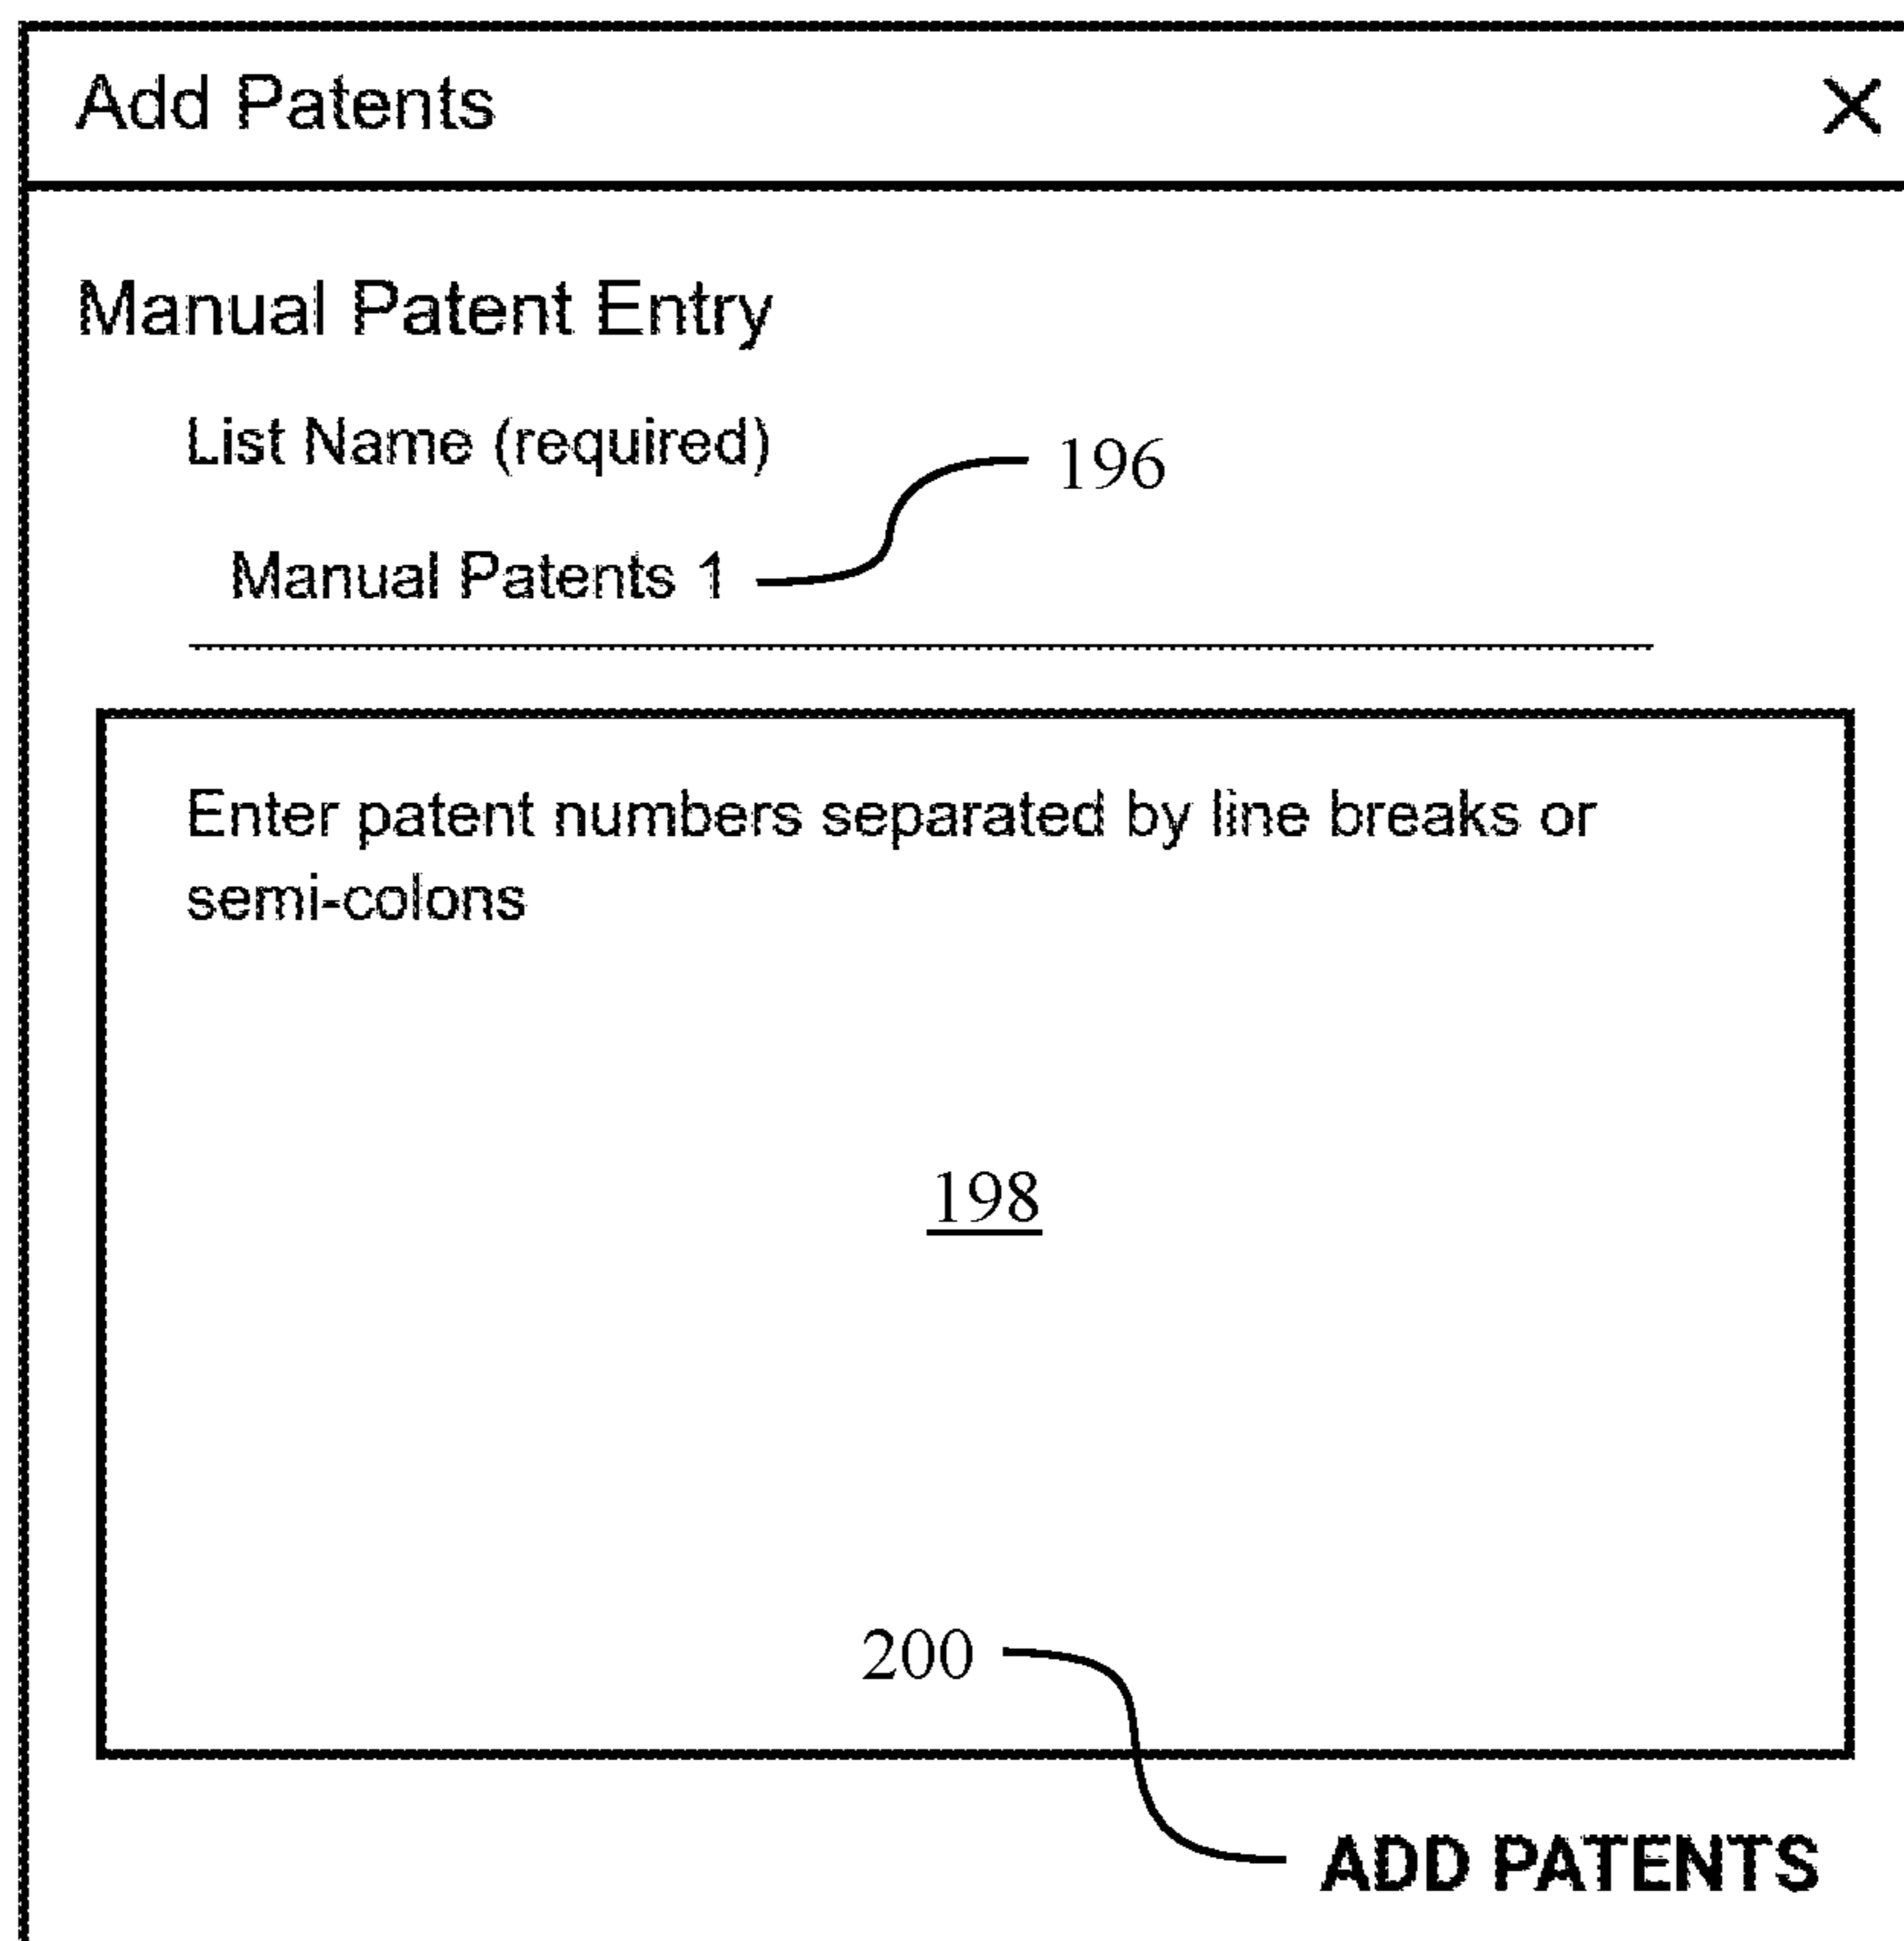 Add Patents ×
Manual Patent Entry
List Name (required)
196
Manual Patents 1
Enter patent numbers separated by line breaks or
semi-colons
198
200
ADD PATENTS